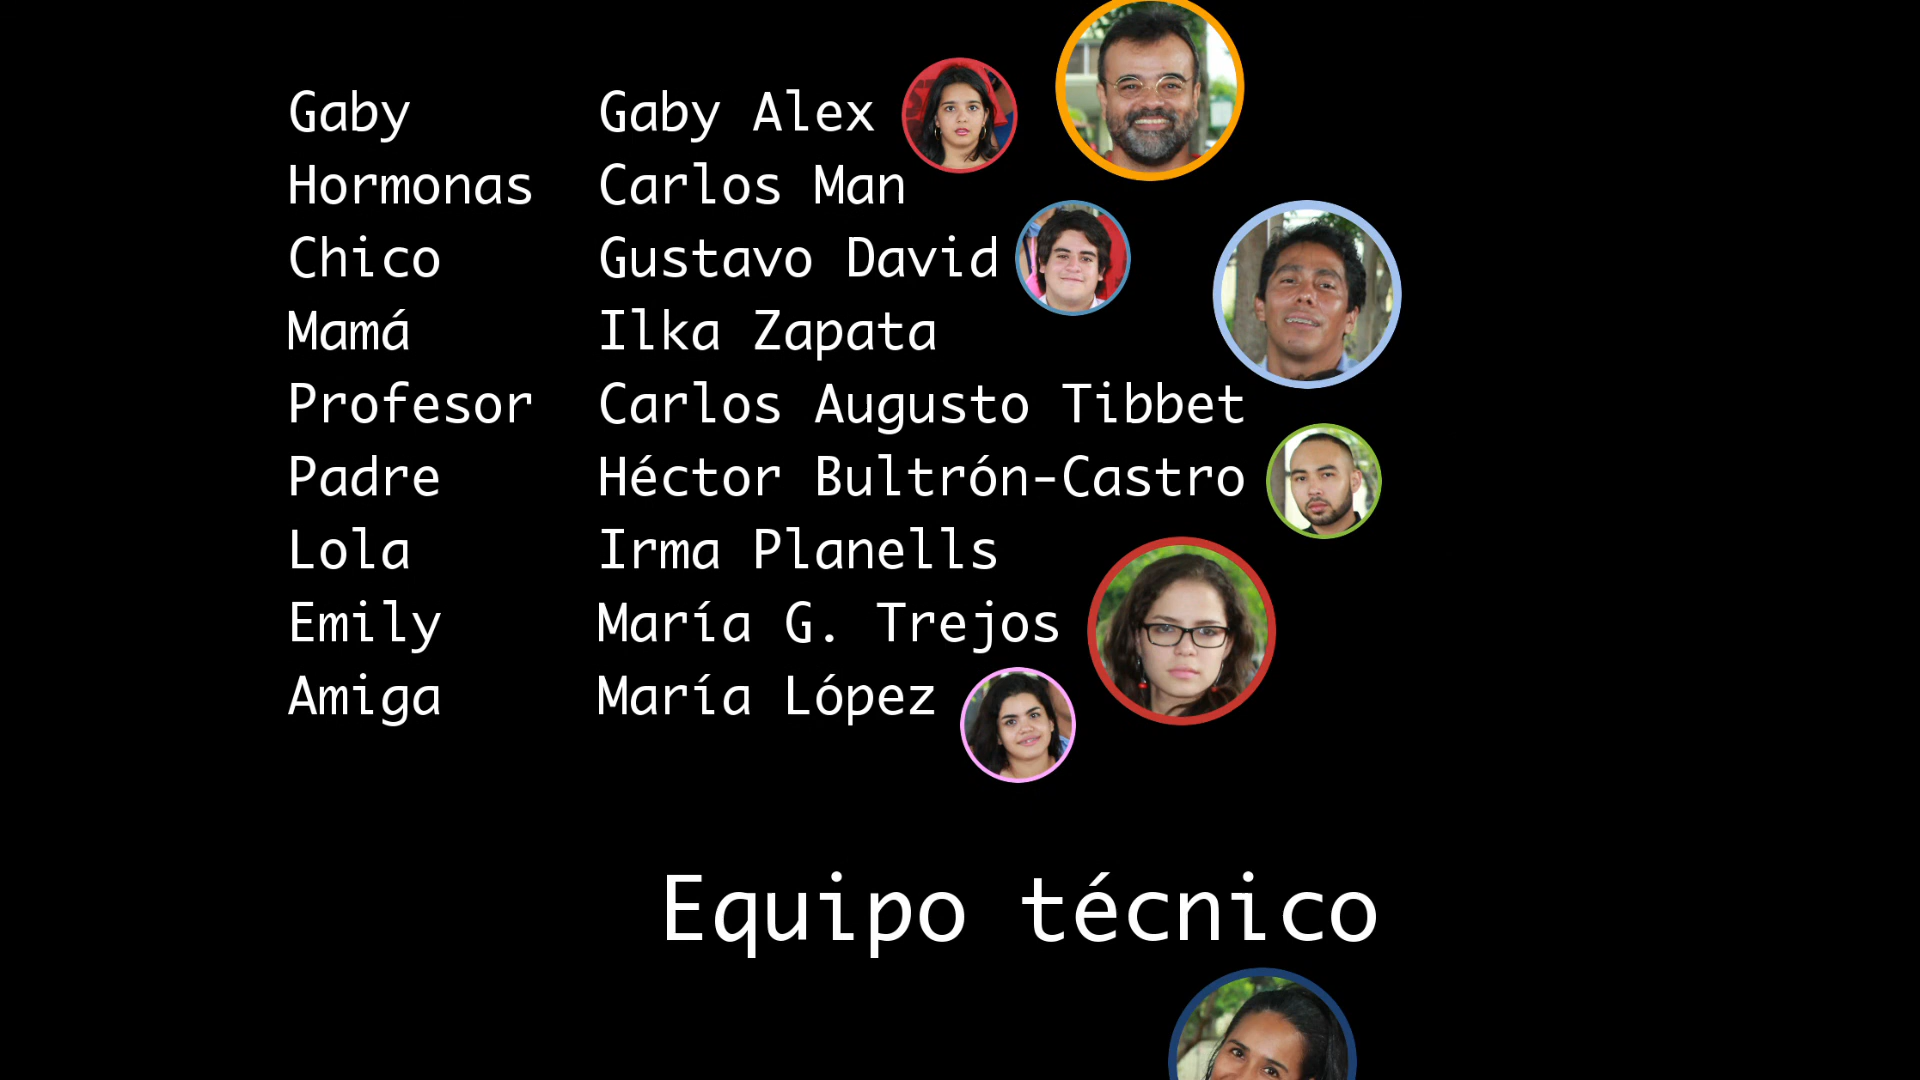 Gaby Gaby Alex
Hormonas Carlos Man
Chico Gustavo David
Mamá Ilka Zapata
Profesor Carlos Augusto Tibbet
Padre Héctor Bultrón-Castro
Lola Irma Planells
Emily María G. Trejos
Amiga María López
Equipo técnico